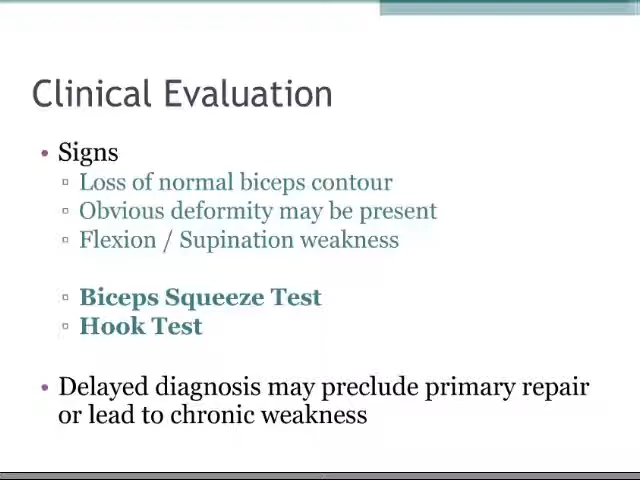 Clinical Evaluation
• Signs
▫ Loss of normal biceps contour
▫ Obvious deformity may be present
▫ Flexion / Supination weakness
▫ Biceps Squeeze Test
▫ Hook Test
• Delayed diagnosis may preclude primary repair
or lead to chronic weakness